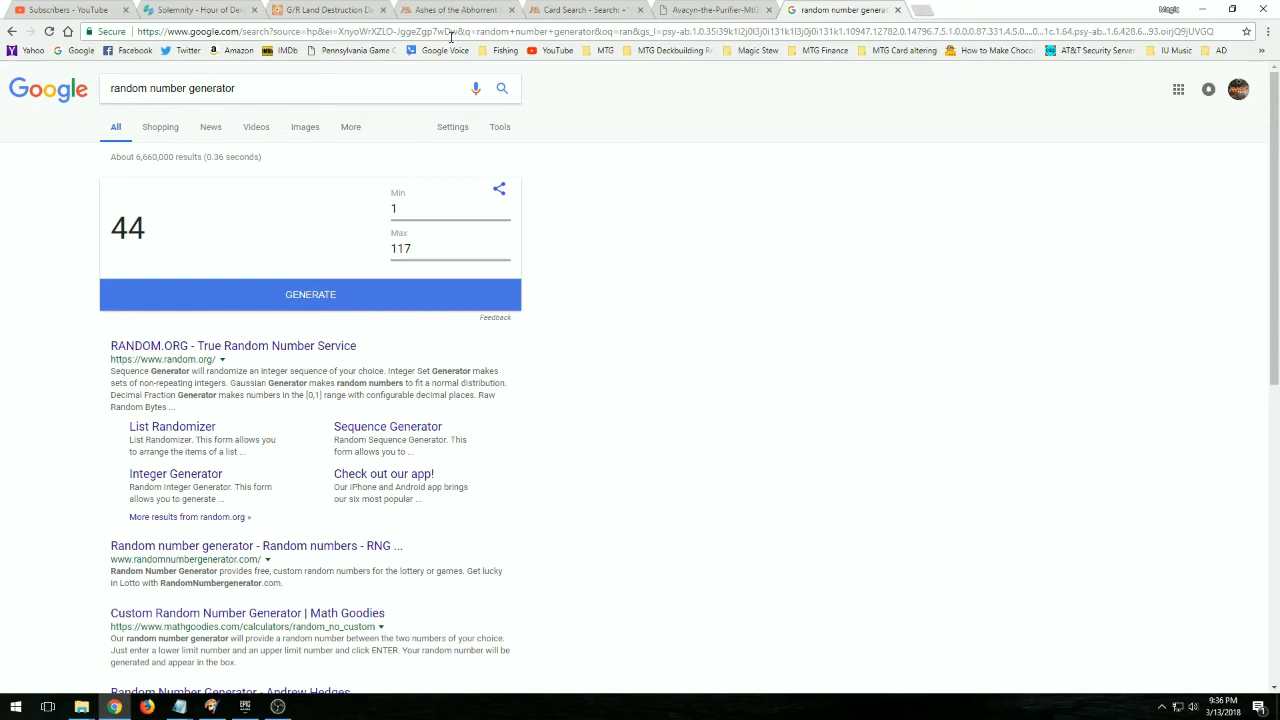 Subscribers - YouTube
Solemnity - Hour of Dev
G/R Land Destruction De
Ashes of the Abhorrent
Card Search - Search: +"
Avacyn-the-Purifier-MtG
random number genera
Magic
Secure
Yahoo
Google
Facebook
Twitter
Amazon
IMDb
Pennsylvania Game C
Google Voice
Fishing
YouTube
MTG
MTG Deckbuilding R
Magic Stew
MTG Finance
MTG Card altering
How to Make Choco
AT&T Security Server
IU Music
Google
random number generator
All
Shopping
News
Videos
Images
More
Settings
Tools
About 6,660,000 results (0.36 seconds)
Min
1
44
Max
117
GENERATE
Feedback
RANDOM.ORG - True Random Number Service
https://www.random.org/
Sequence Generator will randomize an integer sequence of your choice. Integer Set Generator makes
sets of non-repeating integers. Gaussian Generator makes random numbers to fit a normal distribution.
Decimal Fraction Generator makes numbers in the [0,1] range with configurable decimal places. Raw
Random Bytes ...
List Randomizer
List Randomizer. This form allows you
to arrange the items of a list ...
Sequence Generator
Random Sequence Generator. This
form allows you to ...
Integer Generator
Random Integer Generator. This form
allows you to generate ...
Check out our app!
Our iPhone and Android app brings
our six most popular ...
More results from random.org »
Random number generator - Random numbers - RNG ...
www.randomnumbergenerator.com/
Random Number Generator provides free, custom random numbers for the lottery or games. Get lucky
in Lotto with RandomNumbergenerator.com.
Custom Random Number Generator | Math Goodies
https://www.mathgoodies.com/calculators/random_no_custom
Our random number generator will provide a random number between the two numbers of your choice.
Just enter a lower limit number and an upper limit number and click ENTER. Your random number will be
generated and appear in the box.
Random Number Generator - Andrew Hedges
9:36 PM
3/13/2018